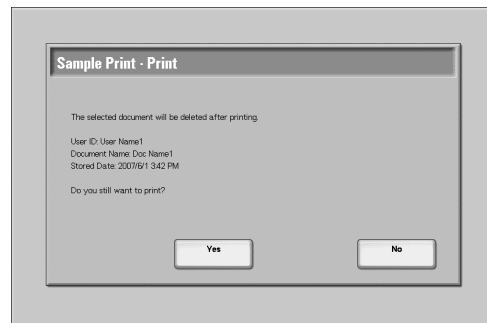 Sample Print - Print
The selected document will be deleted after printing.
User ID: User Name1
Document Name: Doc Name1
Stored Date: 2007/6/1 3:42 PM
Do you still want to print?
Yes
No